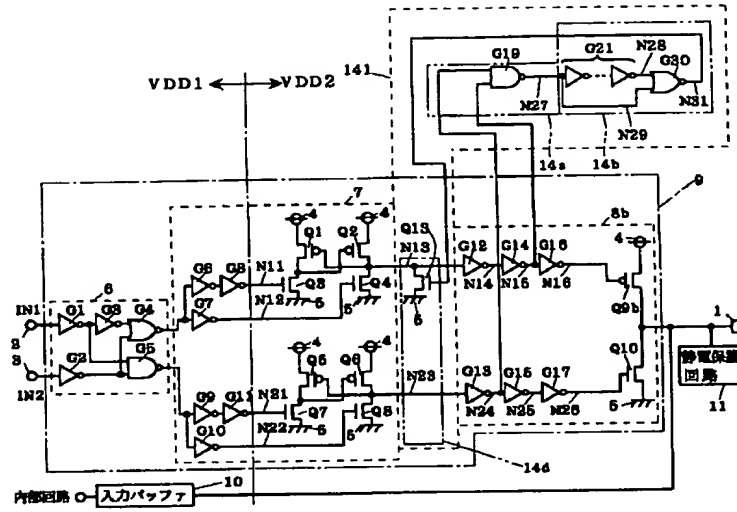 VDD1
VDD2
141
G19
G21
N28
G30
N27
N29
N31
14a
14b
9
7
8b
4
4
Q1
Q2
Q13
N13
6
G6
G8
N11
G7
N12
Q3
5
5
Q4
5
G12
G14
G16
N14
N15
N16
4
Q9b
IN1
2
G1
G3
G4
3
IN2
G2
G5
4
4
Q5
Q6
N23
G9
G11
N21
G10
N22
Q7
5
5
Q8
G13
G15
G17
N24
N25
N26
Q10
5
1
静電保護
回路
11
14d
内部回路
入力バッファ
10